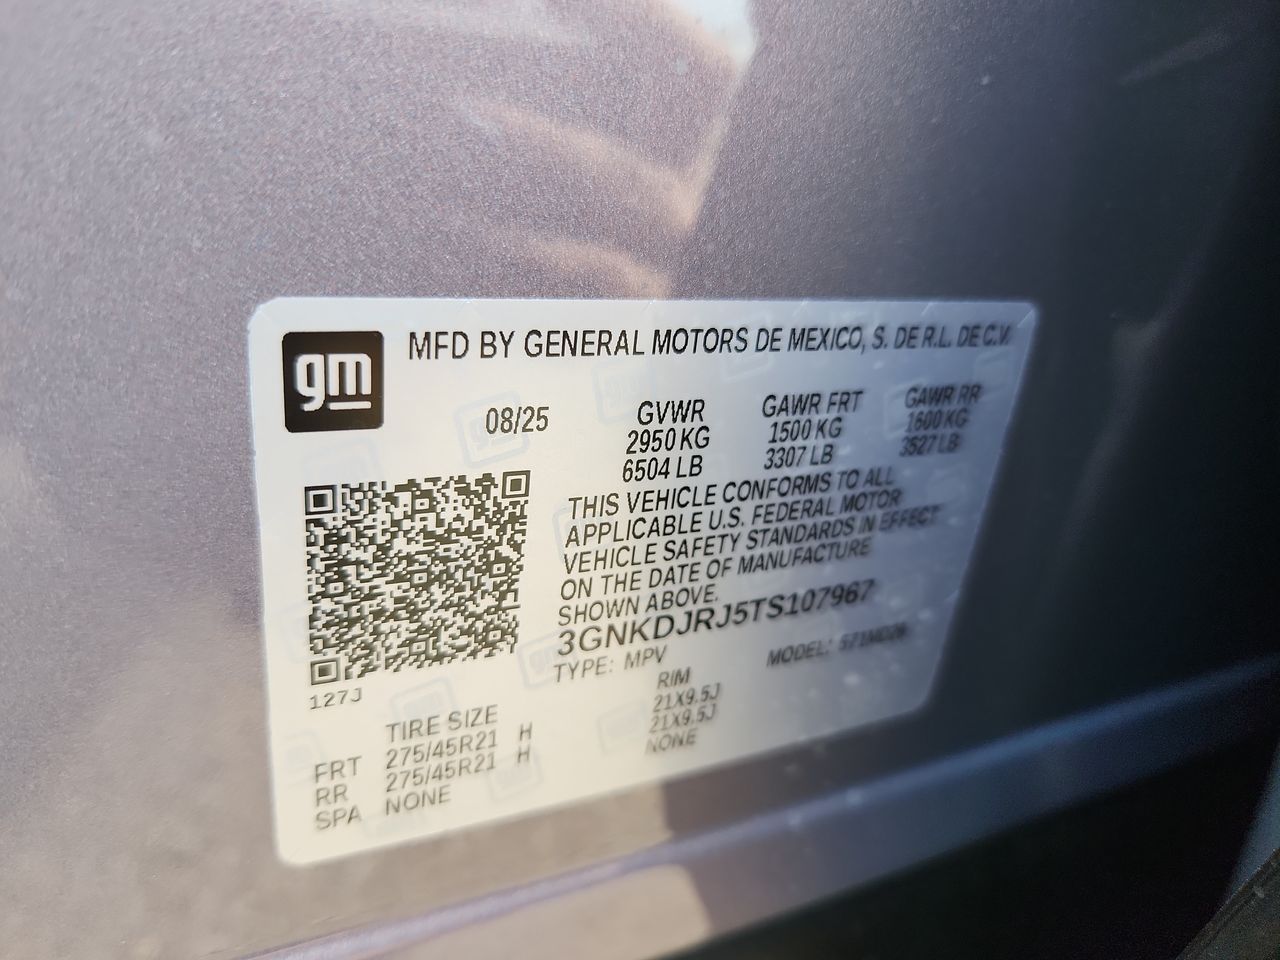 gm
MFD BY GENERAL MOTORS DE MEXICO, S. DE R.L. DE C.V.
08/25
GVWR GAWR FRT GAWR RR
2950 KG 1500 KG 1600 KG
6504 LB 3307 LB 3527 LB
THIS VEHICLE CONFORMS TO ALL
APPLICABLE U.S. FEDERAL MOTOR
VEHICLE SAFETY STANDARDS IN EFFECT
ON THE DATE OF MANUFACTURE
SHOWN ABOVE.
3GNKDJRJ5TS107967
TYPE: MPV MODEL: 571MD26
127J
TIRE SIZE RIM
FRT 275/45R21 H 21X9.5J
RR 275/45R21 H 21X9.5J
SPA NONE NONE